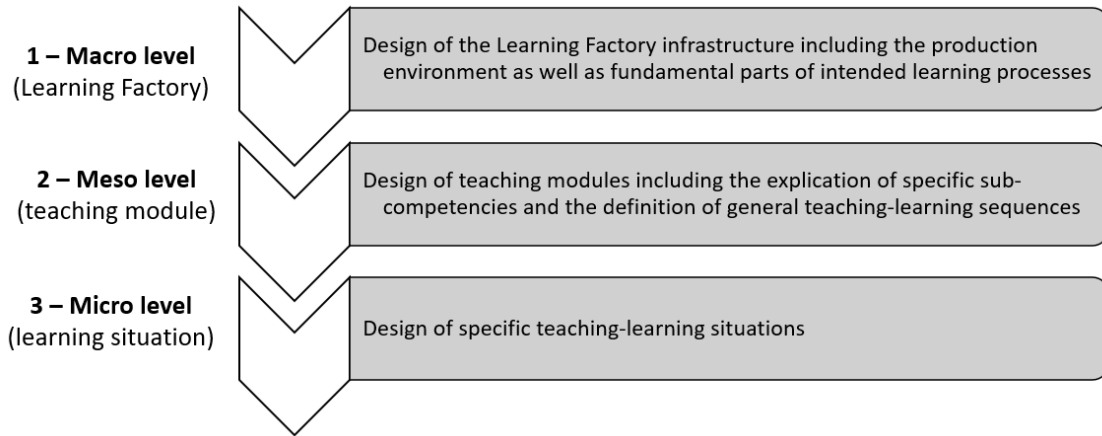 1 – Macro level
(Learning Factory)
Design of the Learning Factory infrastructure including the production
environment as well as fundamental parts of intended learning processes
2 – Meso level
(teaching module)
Design of teaching modules including the explication of specific sub-
competencies and the definition of general teaching-learning sequences
3 – Micro level
(learning situation)
Design of specific teaching-learning situations